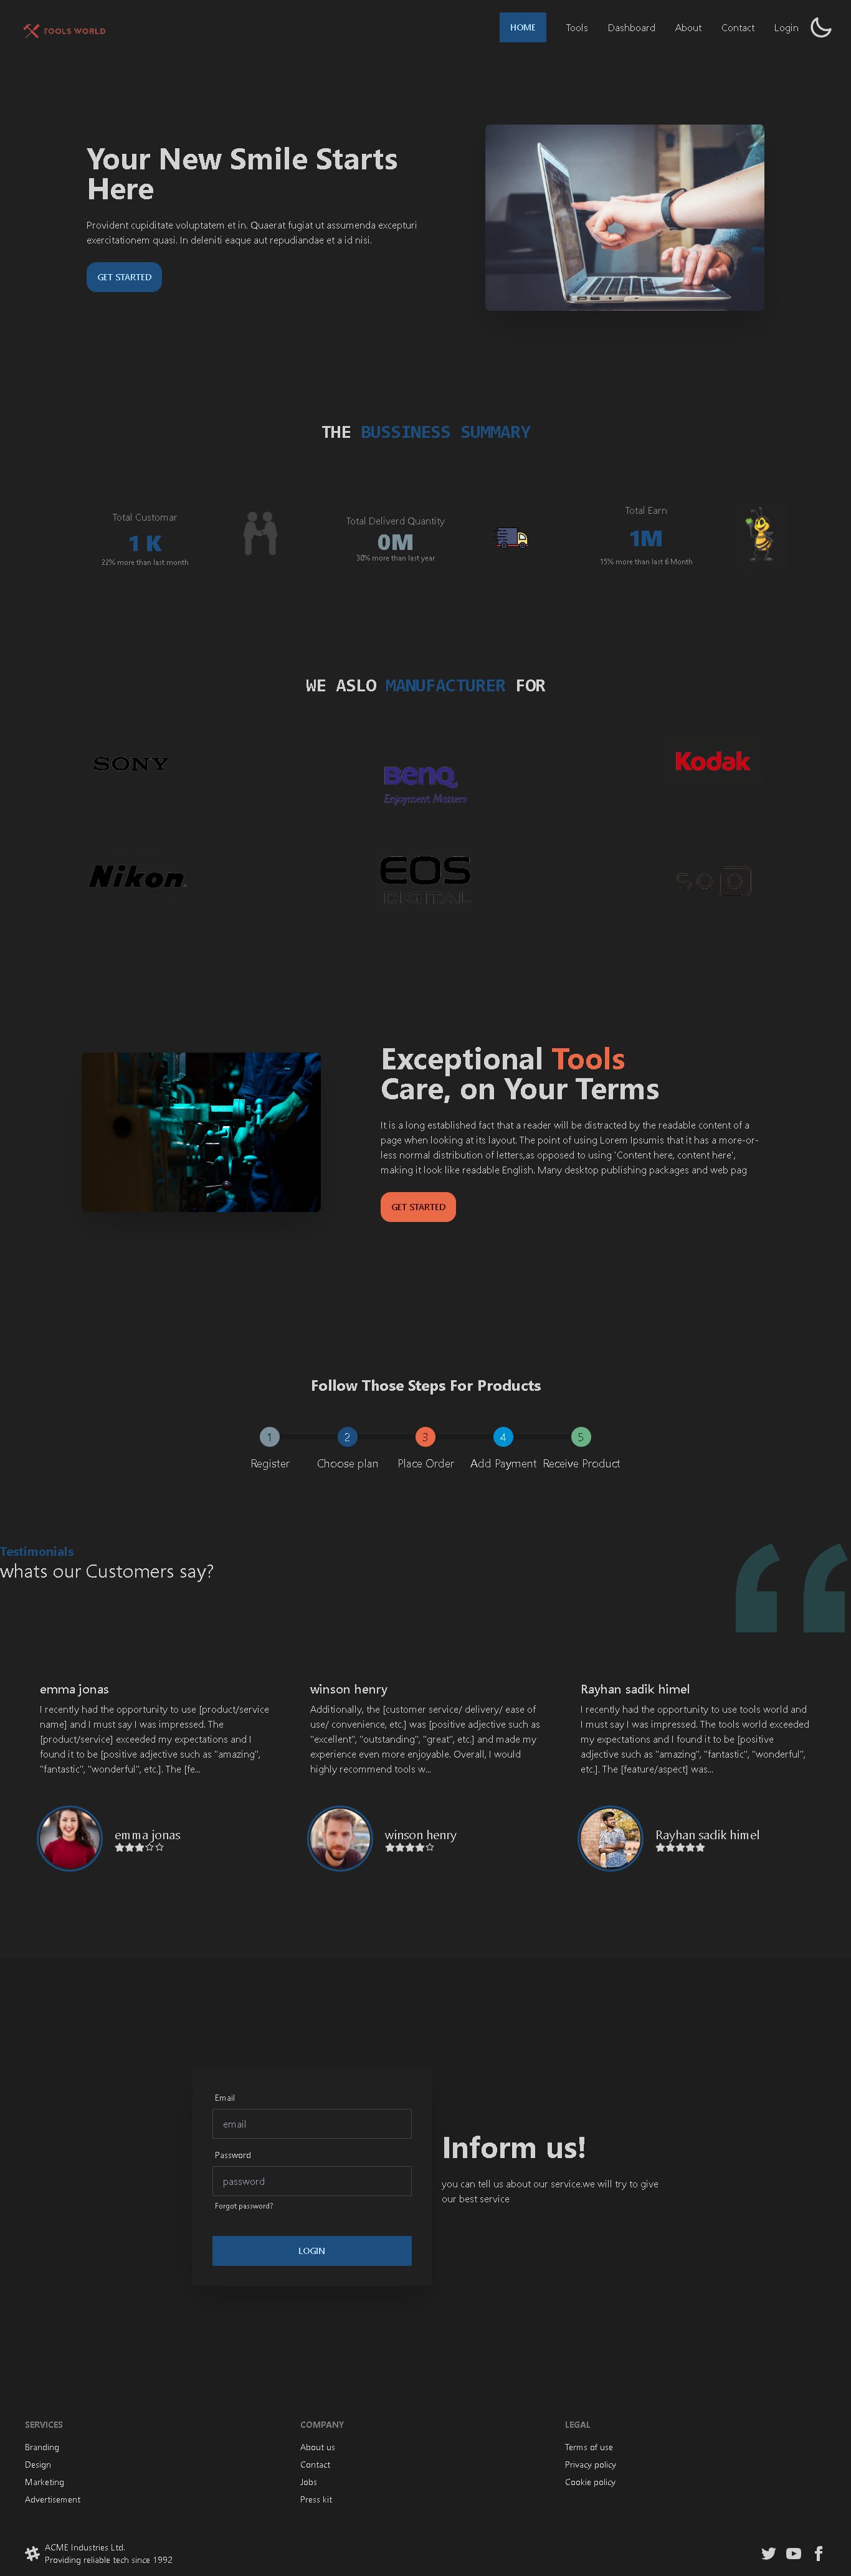 TOOLS WORLD
HOME
Tools
Dashboard
About
Contact
Login
Your New Smile Starts
Here
Provident cupiditate voluptatem et in. Quaerat fugiat ut assumenda excepturi
exercitationem quasi. In deleniti eaque aut repudiandae et a id nisi.
GET STARTED
THE BUSSINESS SUMMARY
Total Customar
1 K
22% more than last month
Total Deliverd Quantity
0M
30% more than last year
Total Earn
1M
15% more than last 6 Month
WE ASLO MANUFACTURER FOR
SONY
BenQ
Enjoyment Matters
Kodak
Nikon
EOS
DIGITAL
Exceptional Tools
Care, on Your Terms
It is a long established fact that a reader will be distracted by the readable content of a
page when looking at its layout. The point of using Lorem Ipsumis that it has a more-or-
less normal distribution of letters,as opposed to using 'Content here, content here',
making it look like readable English. Many desktop publishing packages and web pag
GET STARTED
Follow Those Steps For Products
1
2
3
4
5
Register
Choose plan
Place Order
Add Payment
Receive Product
Testimonials
whats our Customers say?
emma jonas
I recently had the opportunity to use [product/service
name] and I must say I was impressed. The
[product/service] exceeded my expectations and I
found it to be [positive adjective such as "amazing",
"fantastic", "wonderful", etc.]. The [fe...
emma jonas
winson henry
Additionally, the [customer service/ delivery/ ease of
use/ convenience, etc.] was [positive adjective such as
"excellent", "outstanding", "great", etc.] and made my
experience even more enjoyable. Overall, I would
highly recommend tools w...
winson henry
Rayhan sadik himel
I recently had the opportunity to use tools world and
I must say I was impressed. The tools world exceeded
my expectations and I found it to be [positive
adjective such as "amazing", "fantastic", "wonderful",
etc.]. The [feature/aspect] was...
Rayhan sadik himel
Email
email
Password
password
Forgot password?
LOGIN
Inform us!
you can tell us about our service.we will try to give
our best service
SERVICES
Branding
Design
Marketing
Advertisement
COMPANY
About us
Contact
Jobs
Press kit
LEGAL
Terms of use
Privacy policy
Cookie policy
ACME Industries Ltd.
Providing reliable tech since 1992